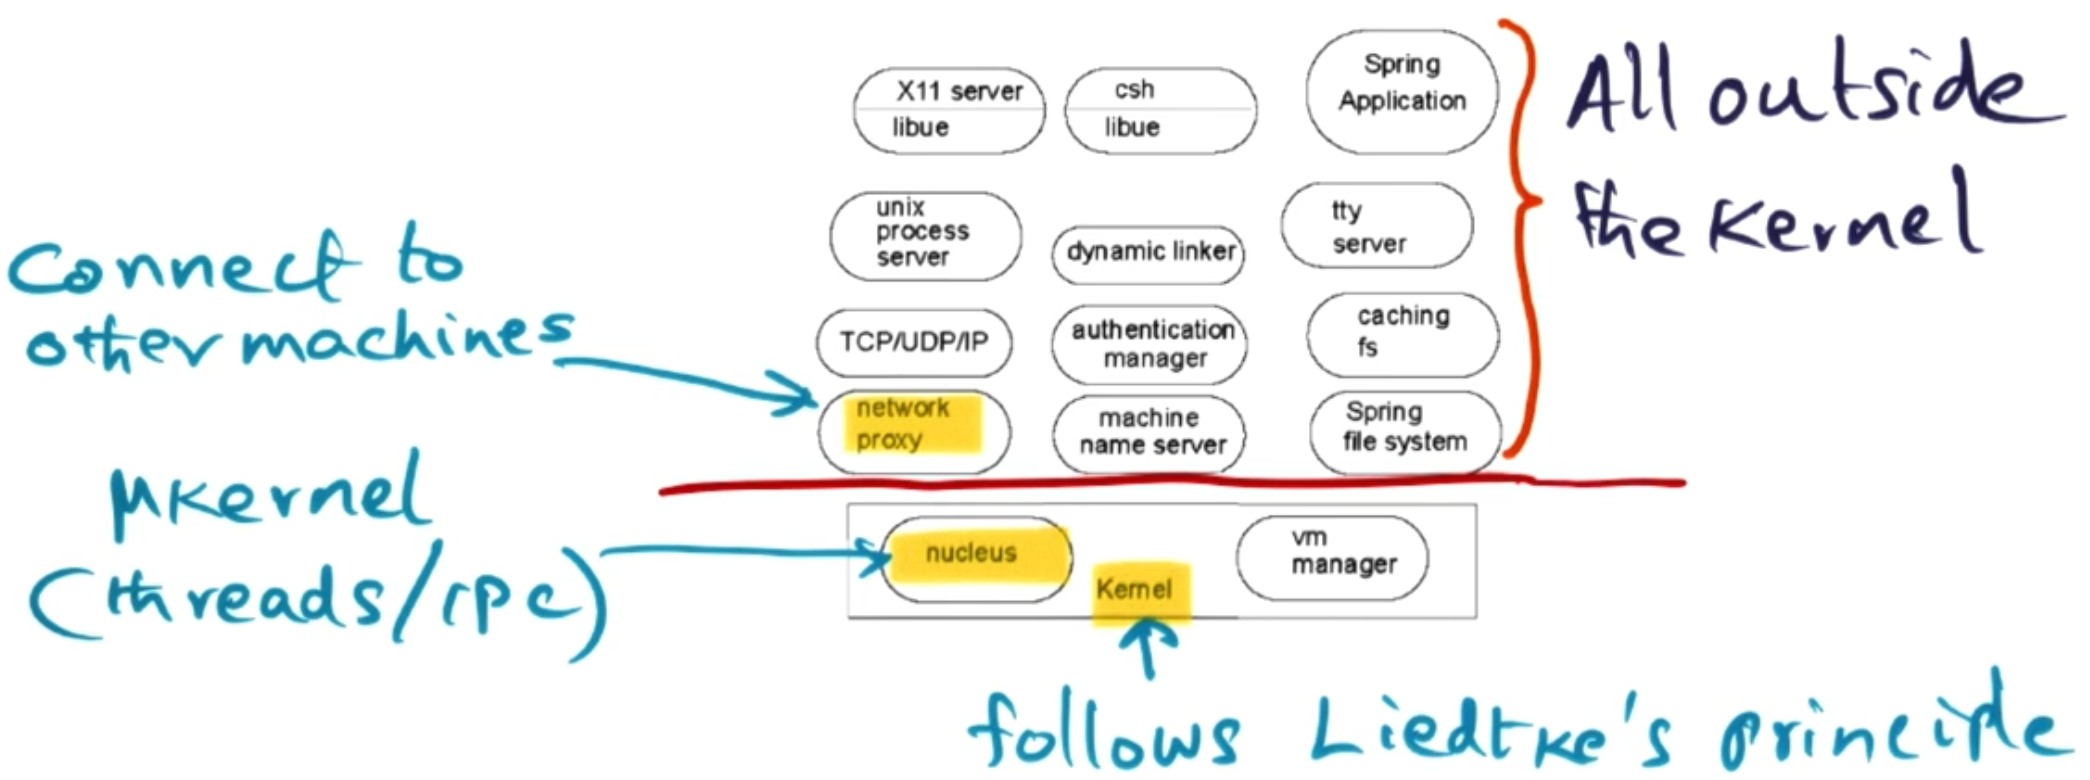 X11 server
libue
csh
libue
Spring
Application
All outside
the Kernel
unix
process
server
dynamic linker
tty
server
Connect to
other machines
TCP/UDP/IP
authentication
manager
caching
fs
network
proxy
machine
name server
Spring
file system
μkernel
(threads/rpc)
nucleus
Kernel
vm
manager
follows Liedtke's principle